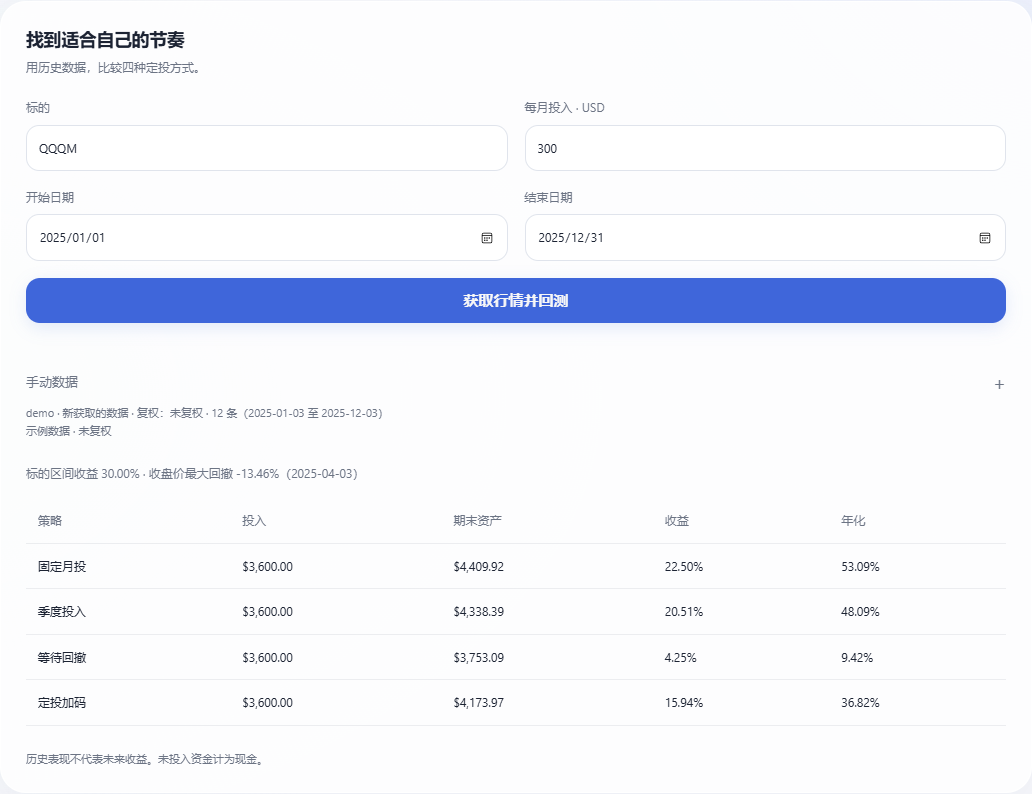 找到适合自己的节奏
用历史数据，比较四种定投方式。
标的
每月投入 · USD
QQQM
300
开始日期
结束日期
2025/01/01
2025/12/31
获取行情并回测
手动数据
+
demo · 新获取的数据 · 复权：未复权 · 12 条（2025-01-03 至 2025-12-03）
示例数据 · 未复权
标的区间收益 30.00% · 收盘价最大回撤 -13.46%（2025-04-03）
策略 投入 期末资产 收益 年化
固定月投 $3,600.00 $4,409.92 22.50% 53.09%
季度投入 $3,600.00 $4,338.39 20.51% 48.09%
等待回撤 $3,600.00 $3,753.09 4.25% 9.42%
定投加码 $3,600.00 $4,173.97 15.94% 36.82%
历史表现不代表未来收益。未投入资金计为现金。